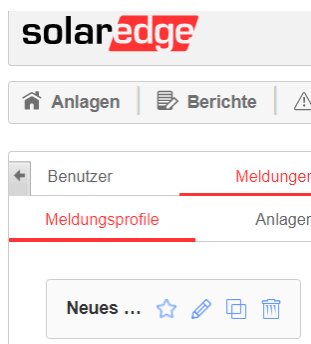 solaredge
Anlagen Berichte
Benutzer Meldungen
Meldungsprofile Anlagen
Neues ...